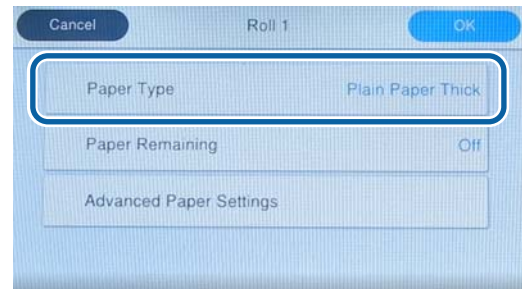 Cancel Roll 1 OK
Paper Type Plain Paper Thick
Paper Remaining Off
Advanced Paper Settings